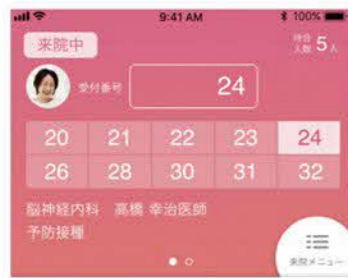 9:41 AM
100%
来院中
待合人数 5人
受付番号 24
20 21 22 23 24
26 28 30 31 32
脳神経内科 高橋 幸治医師
予防接種
来院メニュー